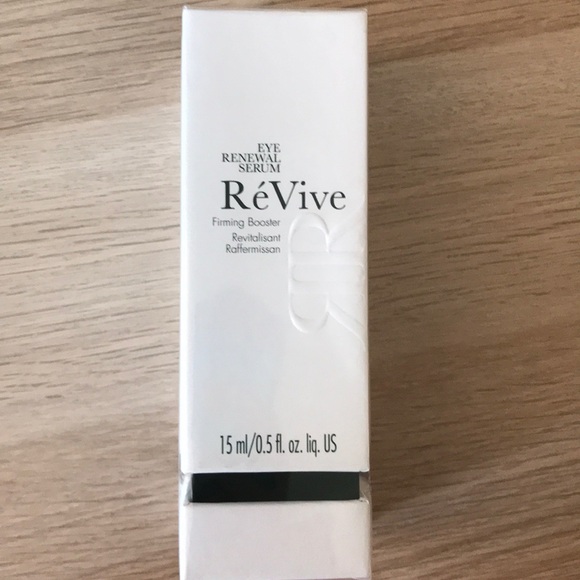 EYE
RENEWAL
SERUM
RéVive
Firming Booster
Revitalisant
Raffermissan
15 ml/0.5 fl. oz. liq. US